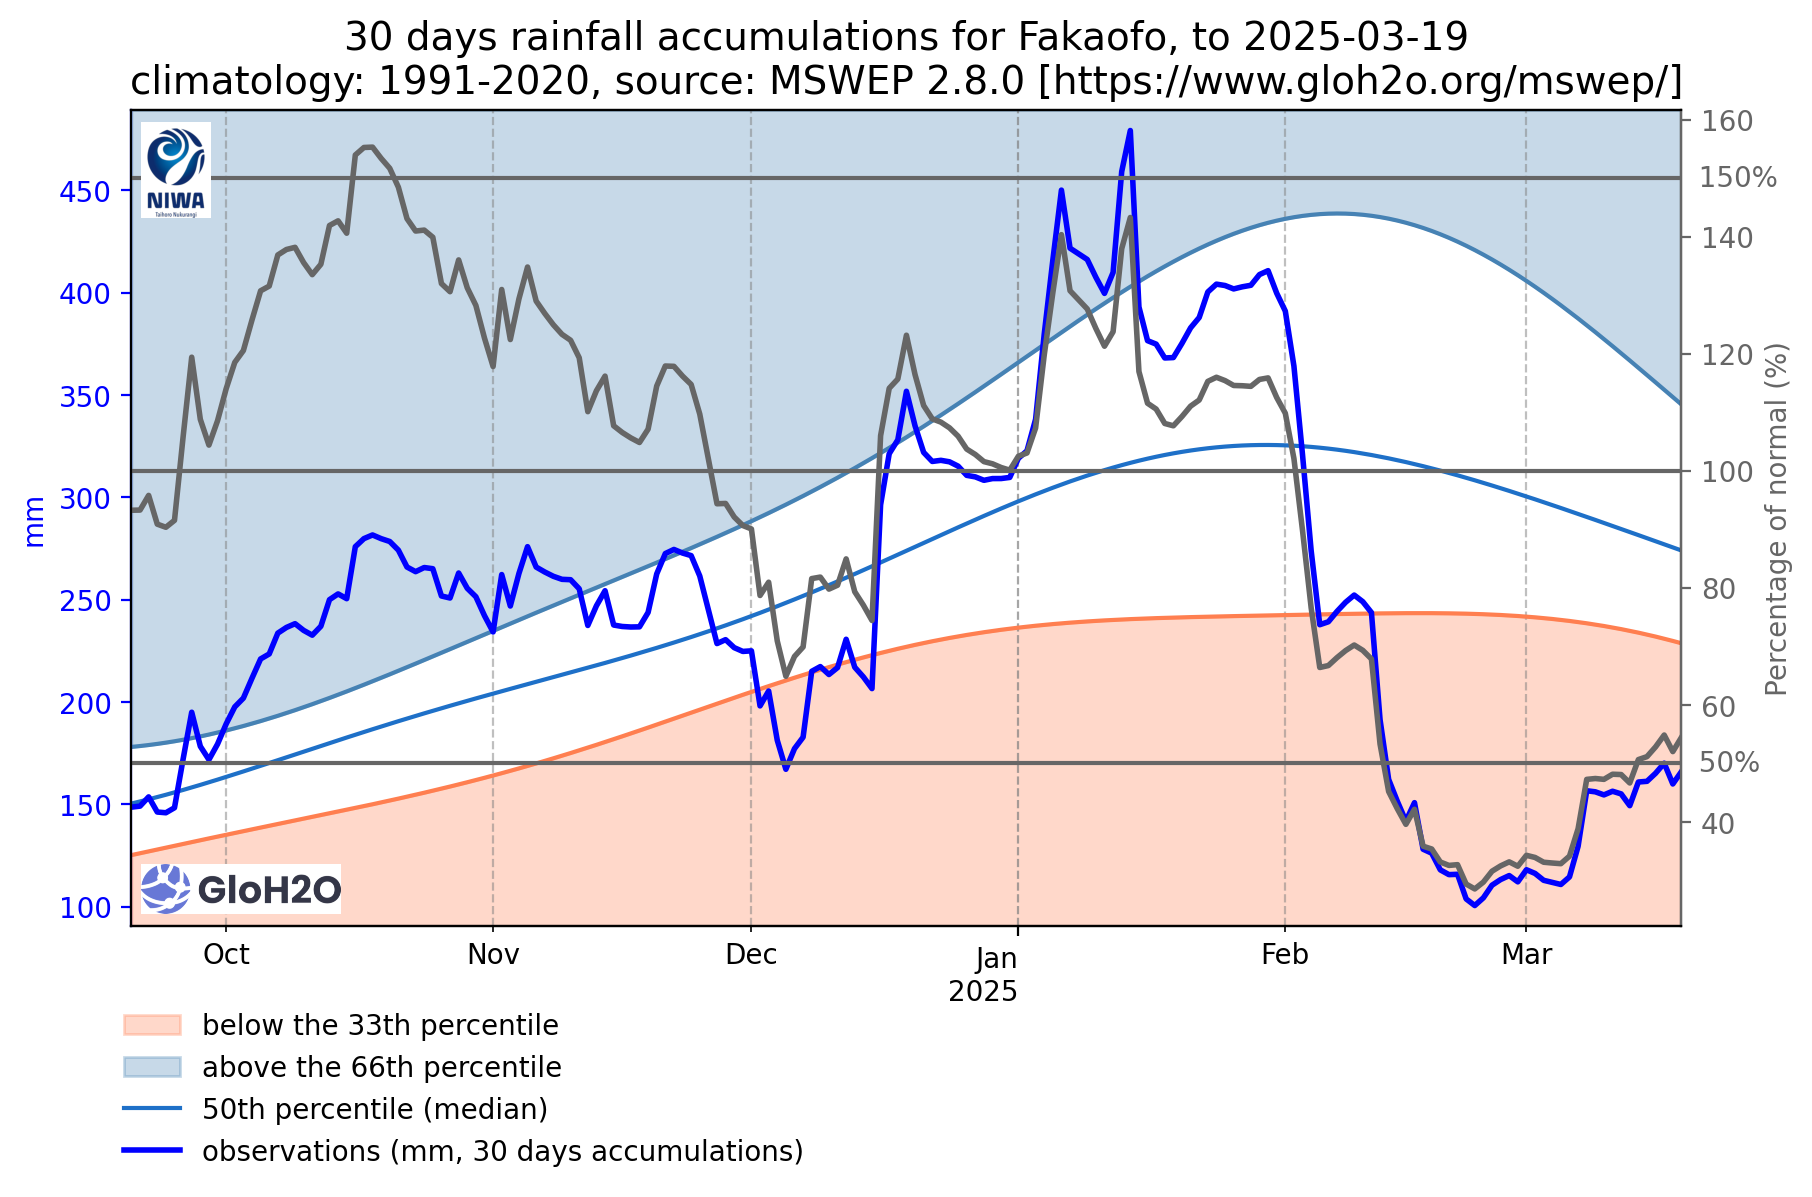 30 days rainfall accumulations for Fakaofo, to 2025-03-19
climatology: 1991-2020, source: MSWEP 2.8.0 [https://www.gloh2o.org/mswep/]
NIWA
Taihoro Nukurangi
450
400
350
300
250
200
150
100
mm
160
150%
140
120
100
80
60
50%
40
Percentage of normal (%)
GloH2O
Oct
Nov
Dec
Jan
2025
Feb
Mar
below the 33th percentile
above the 66th percentile
50th percentile (median)
observations (mm, 30 days accumulations)